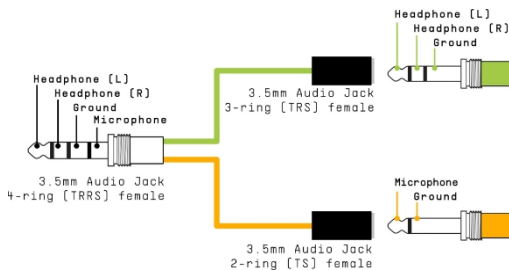 Headphone (L)
Headphone (R)
Ground
Microphone
3.5mm Audio Jack
4-ring (TRRS) female
3.5mm Audio Jack
3-ring (TRS) female
Headphone (L)
Headphone (R)
Ground
3.5mm Audio Jack
2-ring (TS) female
Microphone
Ground